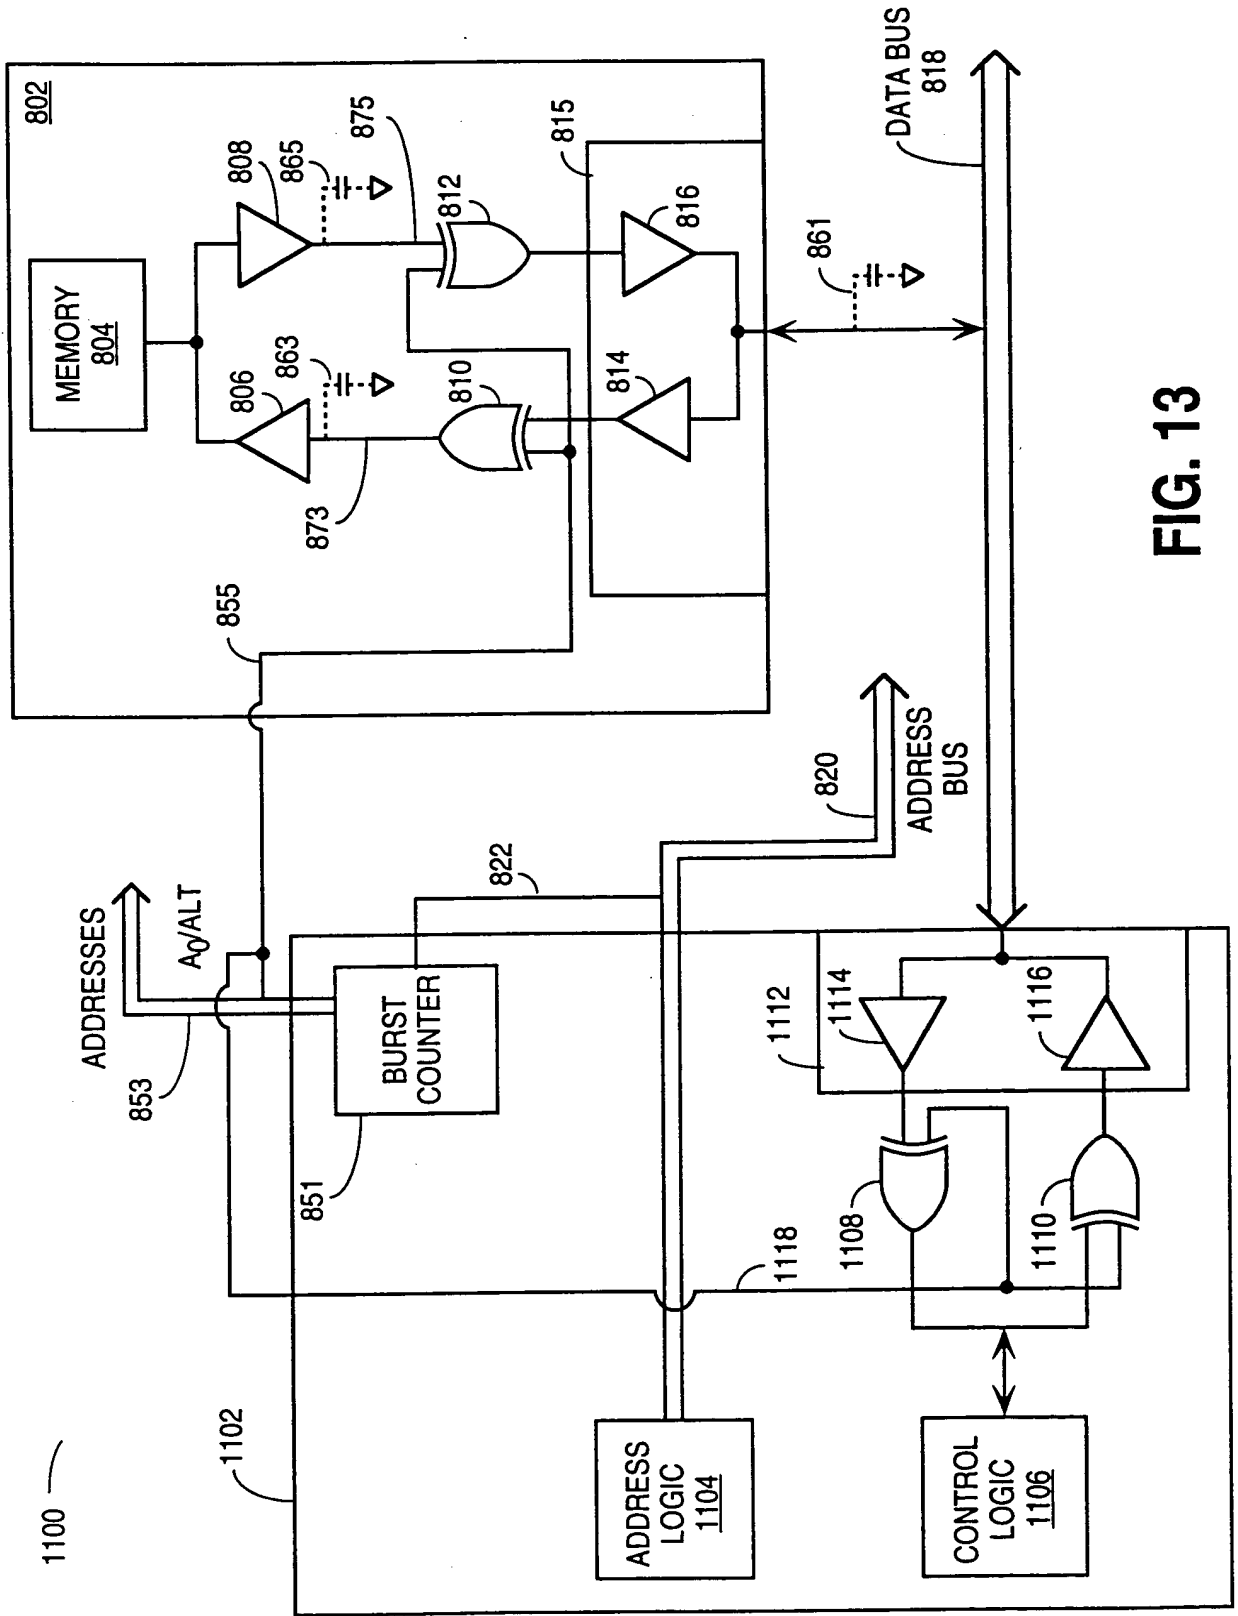 1100
1102
ADDRESSES
853
A0/ALT
855
802
MEMORY
804
806
808
863
865
873
875
810
812
815
814
816
861
BURST
COUNTER
851
822
820
ADDRESS
BUS
DATA BUS
818
ADDRESS
LOGIC
1104
1118
CONTROL
LOGIC
1106
1108
1110
1112
1114
1116
FIG. 13